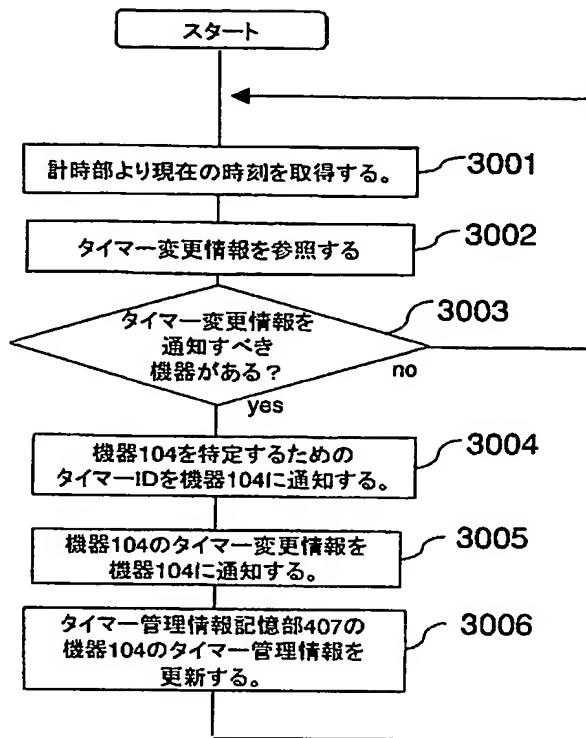 スタート
計時部より現在の時刻を取得する。
3001
タイマー変更情報を参照する
3002
タイマー変更情報を
通知すべき
機器がある？
3003
no
yes
機器104を特定するための
タイマーIDを機器104に通知する。
3004
機器104のタイマー変更情報を
機器104に通知する。
3005
タイマー管理情報記憶部407の
機器104のタイマー管理情報を
更新する。
3006